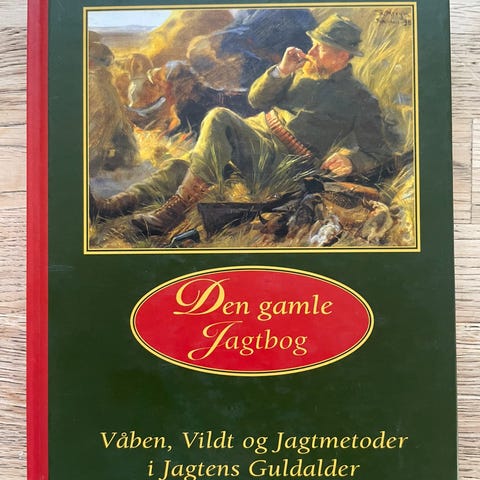 Den gamle
Jagtbog
Våben, Vildt og Jagtmetoder
i Jagtens Guldalder